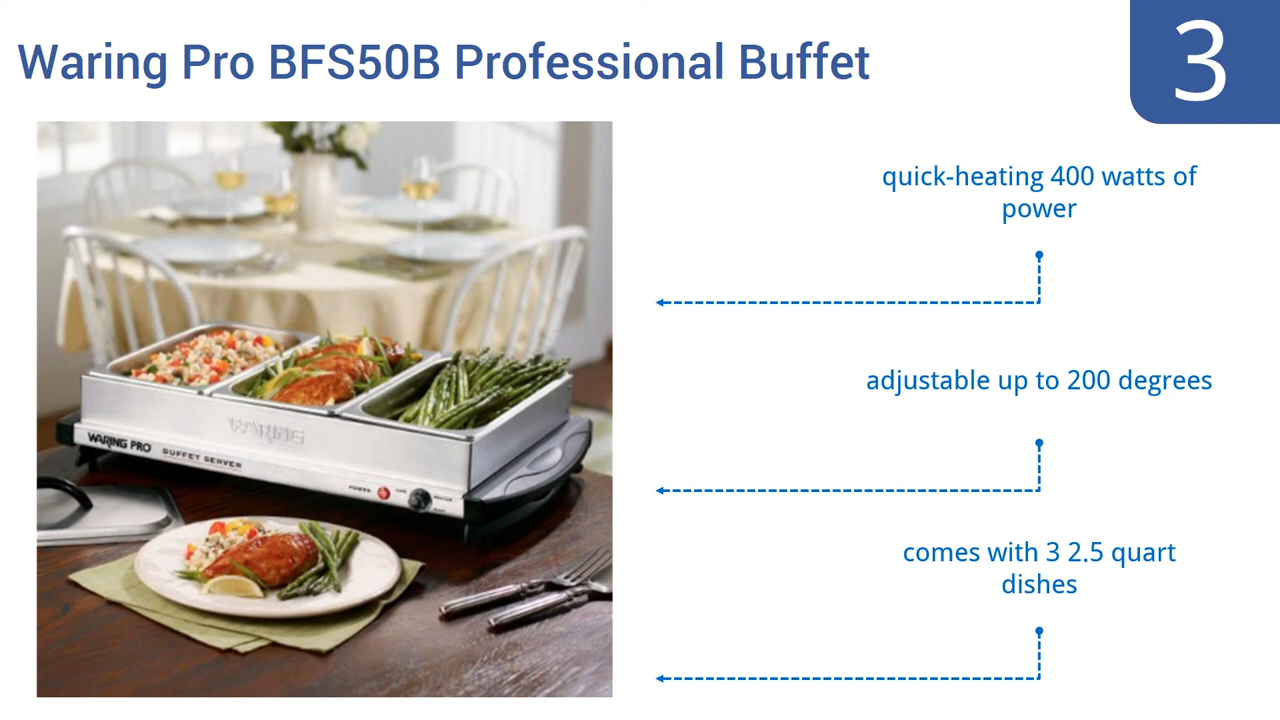 Waring Pro BFS50B Professional Buffet
3
quick-heating 400 watts of
power
adjustable up to 200 degrees
comes with 3 2.5 quart
dishes
WARING
WARING PRO BUFFET SERVER
POWER